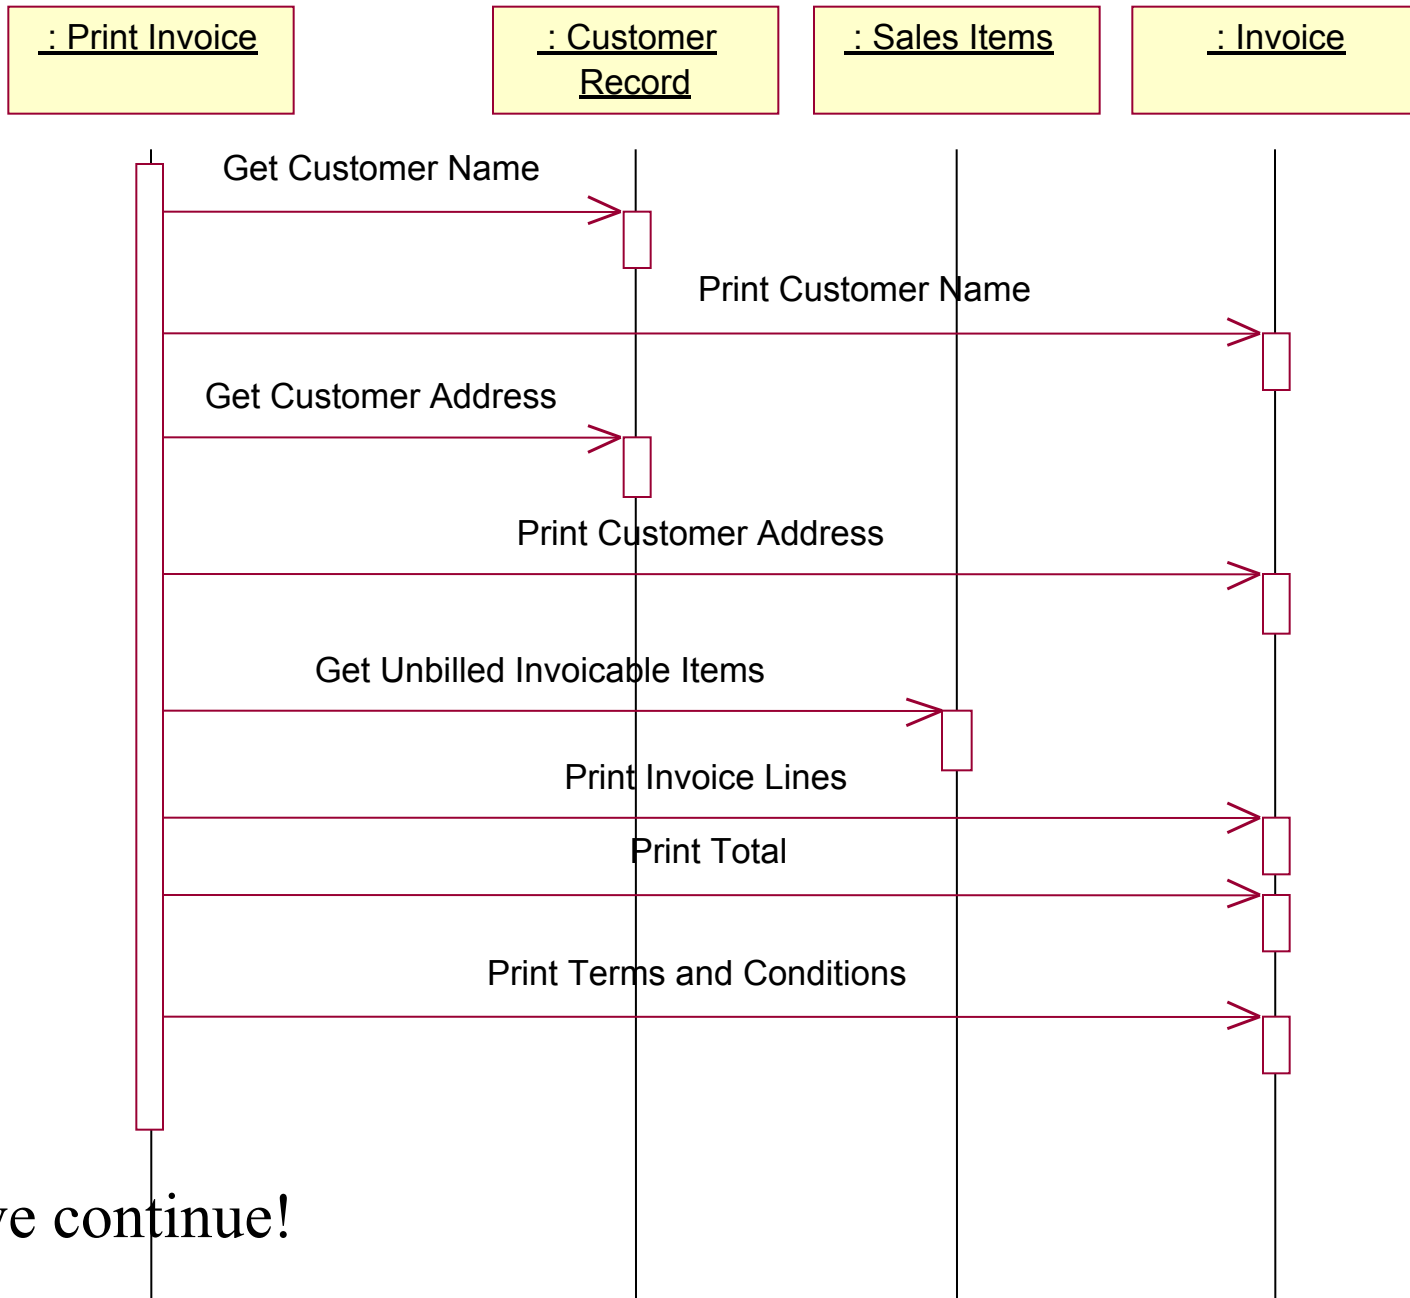 : Print Invoice
: Customer
Record
: Sales Items
: Invoice
Get Customer Name
Print Customer Name
Get Customer Address
Print Customer Address
Get Unbilled Invoicable Items
Print Invoice Lines
Print Total
Print Terms and Conditions
continue!